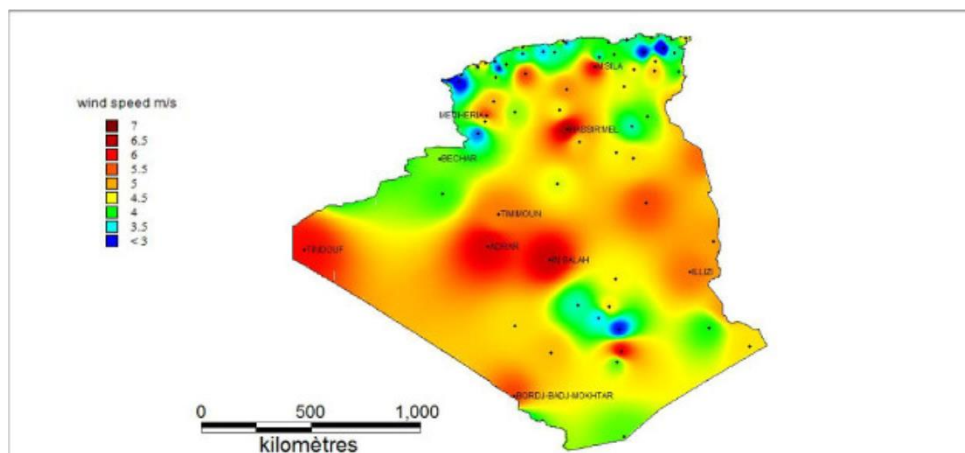 wind speed m/s
7
6.5
6
5.5
5
4.5
4
3.5
<3
M'SILA
MECHERIA
HASSIR'MEL
BECHAR
TIMIMOUN
TINDOUF
ADRAR
IN SALAH
ILLIZI
BORDJ-BADJ-MOKHTAR
0 500 1,000
kilomètres